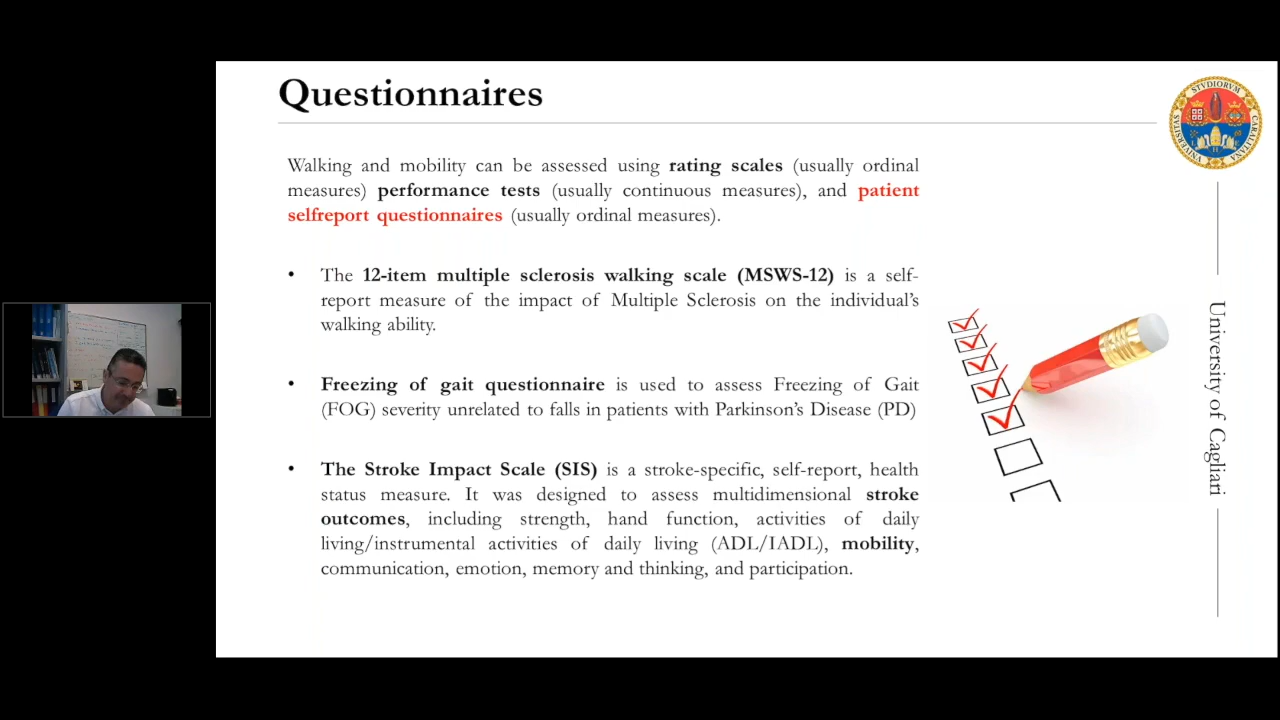 Questionnaires
Walking and mobility can be assessed using rating scales (usually ordinal
measures) performance tests (usually continuous measures), and patient
selfreport questionnaires (usually ordinal measures).
• The 12-item multiple sclerosis walking scale (MSWS-12) is a self-
report measure of the impact of Multiple Sclerosis on the individual's
walking ability.
• Freezing of gait questionnaire is used to assess Freezing of Gait
(FOG) severity unrelated to falls in patients with Parkinson's Disease (PD)
• The Stroke Impact Scale (SIS) is a stroke-specific, self-report, health
status measure. It was designed to assess multidimensional stroke
outcomes, including strength, hand function, activities of daily
living/instrumental activities of daily living (ADL/IADL), mobility,
communication, emotion, memory and thinking, and participation.
STVDIORVM
VNIVERSITAS
CARALITANA
University of Cagliari